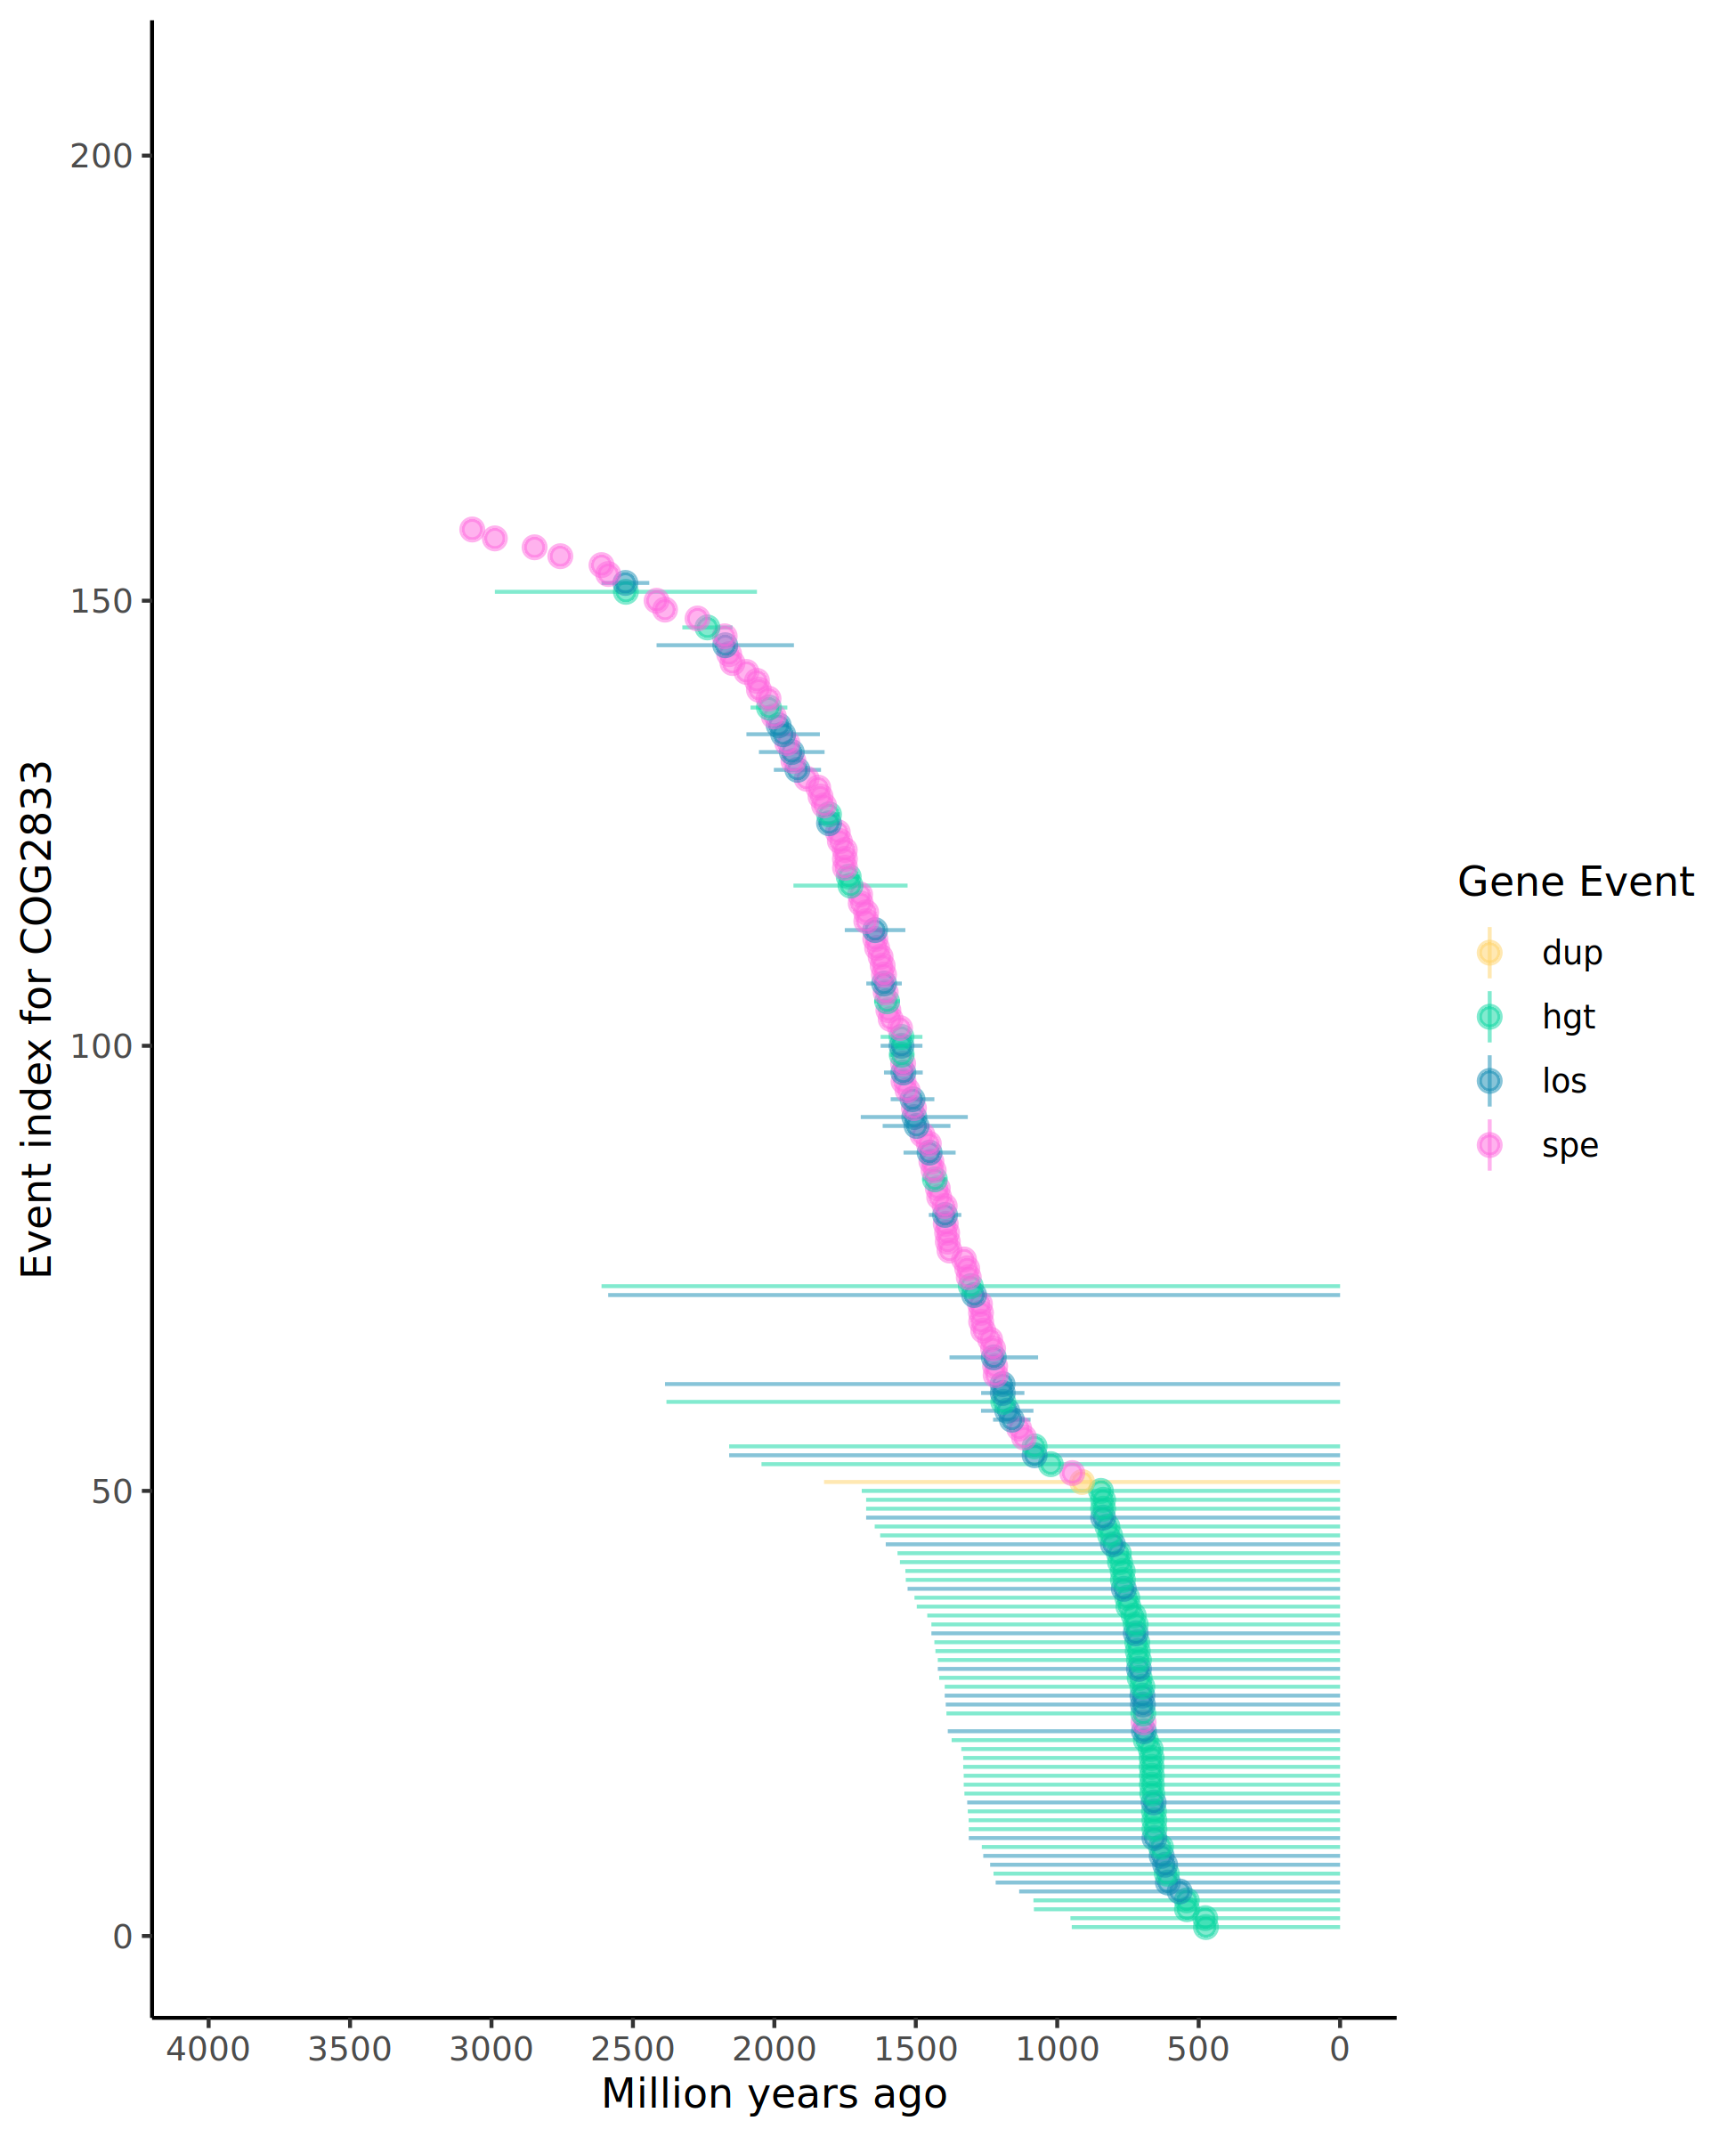 200
150
100
50
0
Event index for COG2833
4000 3500 3000 2500 2000 1500 1000 500 0
Million years ago
Gene Event
dup
hgt
los
spe